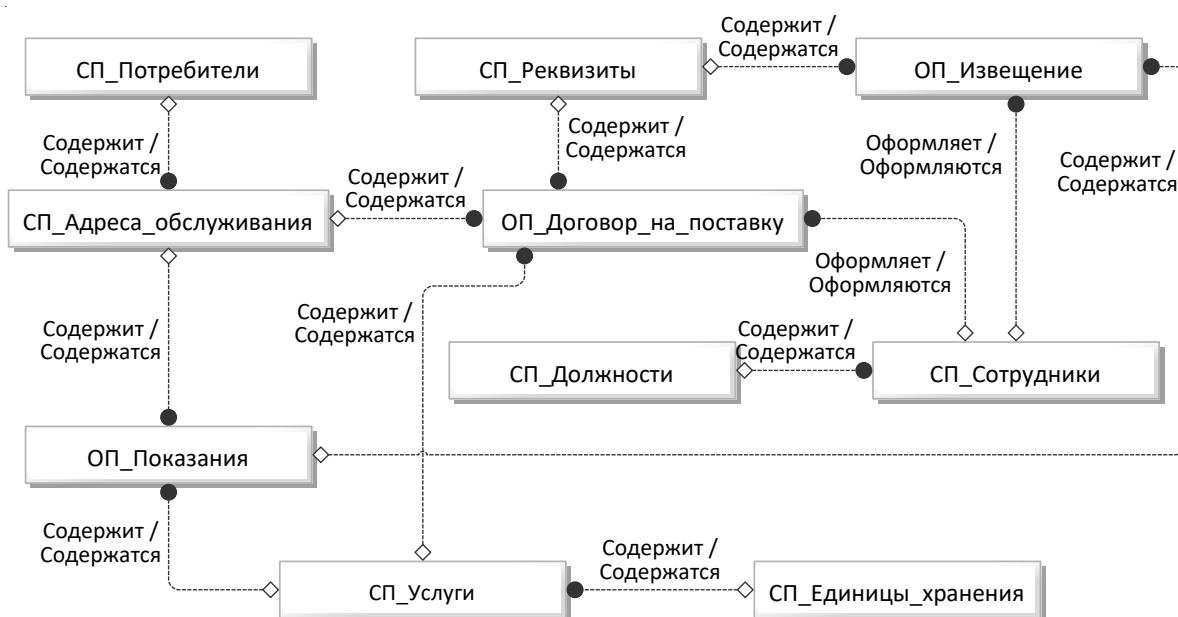 Содержит /
Содержатся
СП_Потребители
СП_Реквизиты
ОП_Извещение
Содержит /
Содержатся
Содержит /
Содержатся
Оформляет /
Оформляются
Содержит /
Содержатся
Содержит /
Содержатся
СП_Адреса_обслуживания
ОП_Договор_на_поставку
Оформляет /
Оформляются
Содержит /
Содержатся
Содержит /
Содержатся
Содержит /
Содержатся
СП_Должности
СП_Сотрудники
ОП_Показания
Содержит /
Содержатся
Содержит /
Содержатся
СП_Услуги
СП_Единицы_хранения